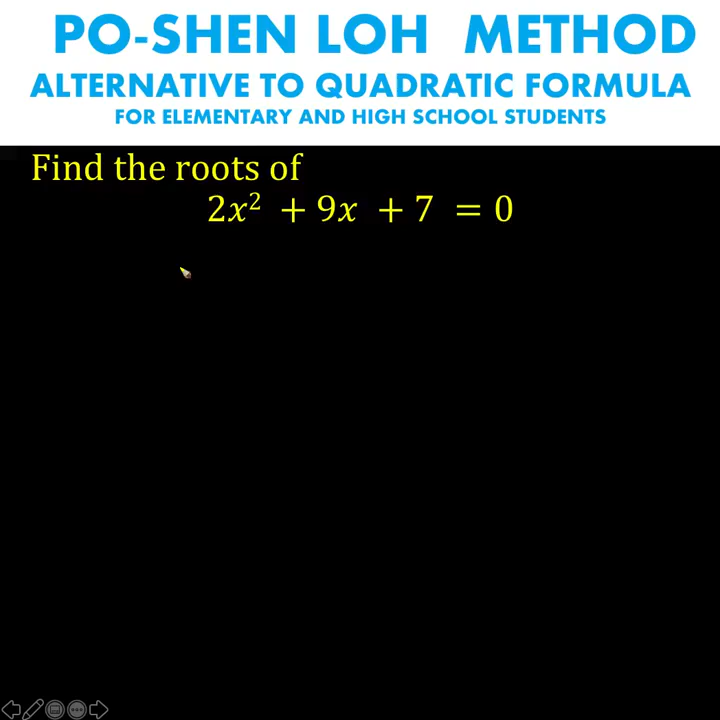 PO-SHEN LOH METHOD
ALTERNATIVE TO QUADRATIC FORMULA
FOR ELEMENTARY AND HIGH SCHOOL STUDENTS
Find the roots of
2x² + 9x + 7 = 0